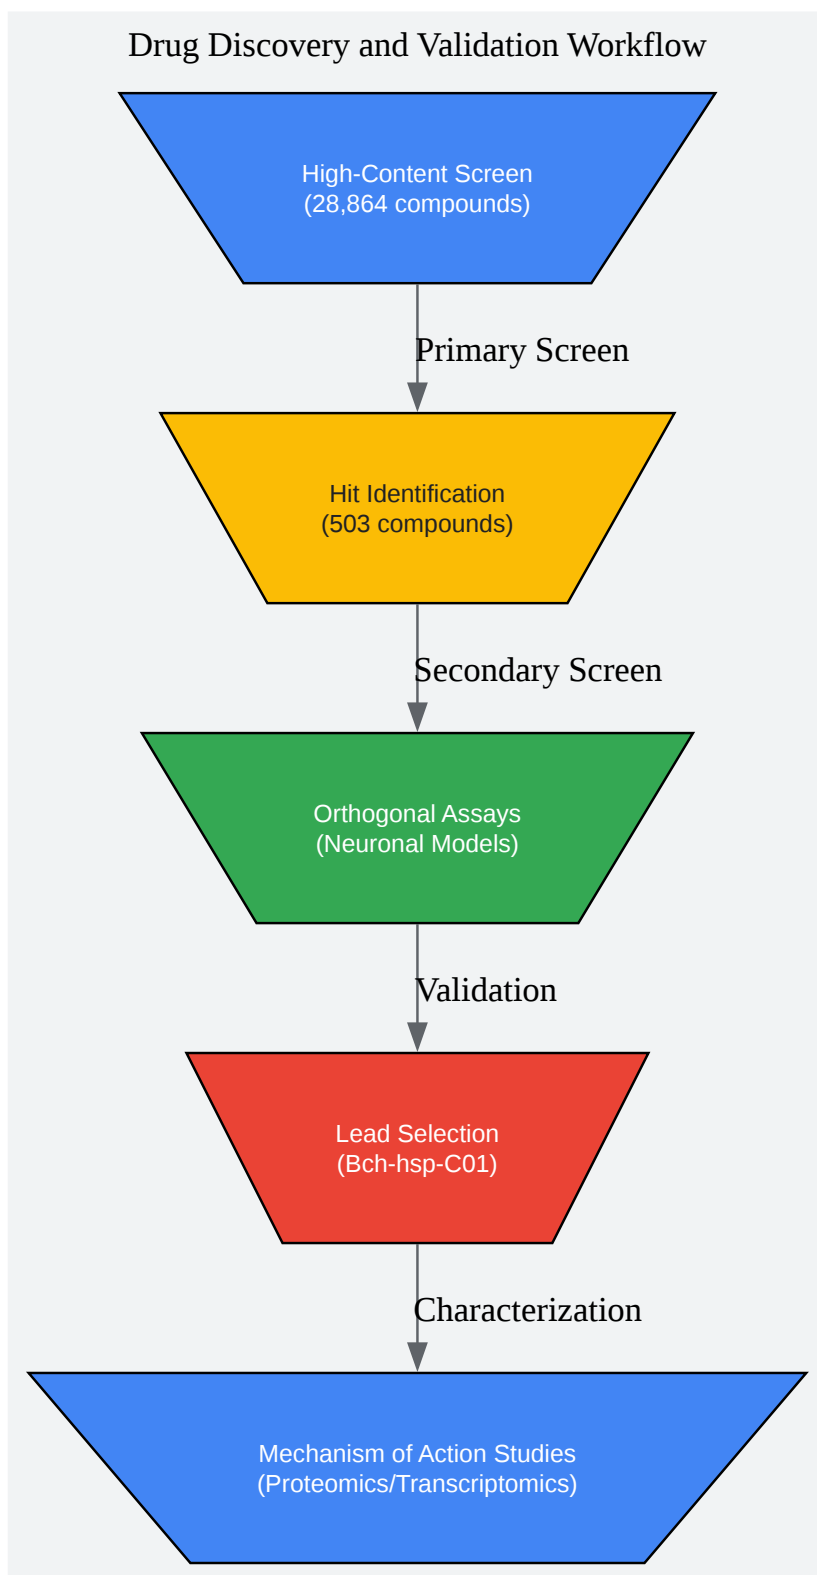 Drug Discovery and Validation Workflow
High-Content Screen
(28,864 compounds)
Primary Screen
Hit Identification
(503 compounds)
Secondary Screen
Orthogonal Assays
(Neuronal Models)
Validation
Lead Selection
(Bch-hsp-C01)
Characterization
Mechanism of Action Studies
(Proteomics/Transcriptomics)